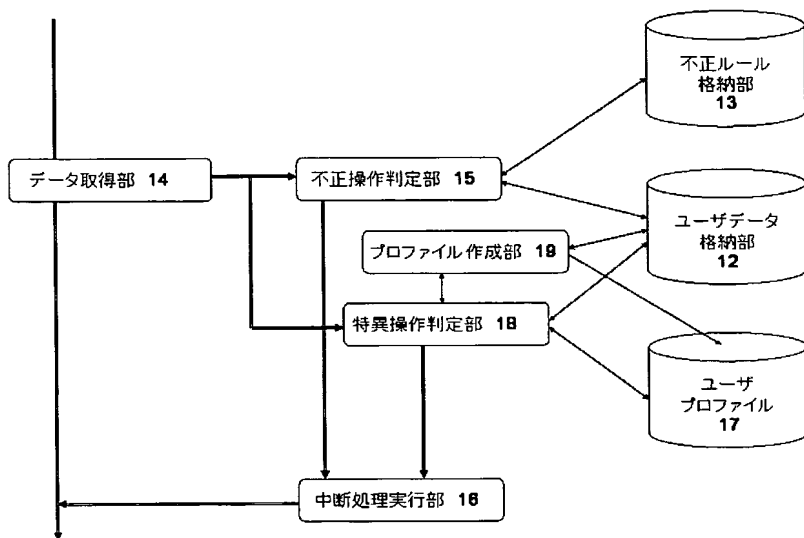 不正ルール
格納部
13
データ取得部 14
不正操作判定部 15
ユーザデータ
格納部
12
プロファイル作成部 19
特異操作判定部 18
ユーザ
プロファイル
17
中断処理実行部 16